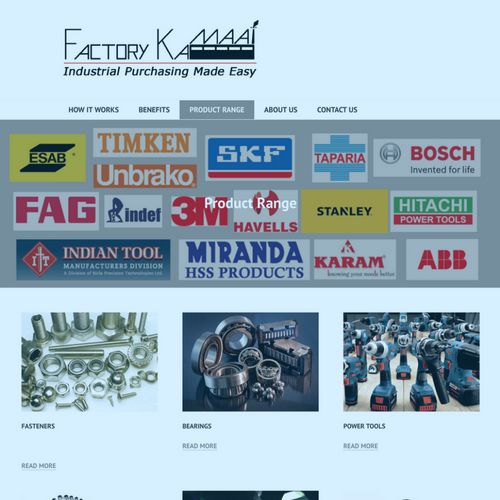 FACTORY KAMAAI
Industrial Purchasing Made Easy
HOW IT WORKS BENEFITS PRODUCT RANGE ABOUT US CONTACT US
ESAB TIMKEN SKF TAPARIA BOSCH
Invented for life
Unbrako
Product Range
FAG Rindef 3M HAVELLS STANLEY HITACHI
POWER TOOLS
ITI INDIAN TOOL
MANUFACTURERS DIVISION
A Division of Birla Precision Technologies Ltd.
MIRANDA
HSS PRODUCTS
KARAM
knowing your needs better
ABB
FASTENERS BEARINGS POWER TOOLS
READ MORE READ MORE
READ MORE